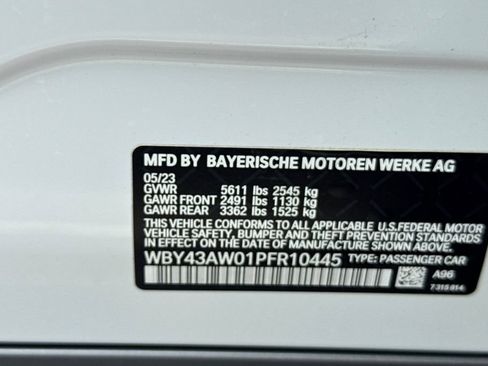 MFD BY BAYERISCHE MOTOREN WERKE AG
05/23
GVWR 5611 lbs 2545 kg
GAWR FRONT 2491 lbs 1130 kg
GAWR REAR 3362 lbs 1525 kg
THIS VEHICLE CONFORMS TO ALL APPLICABLE U.S.FEDERAL MOTOR
VEHICLE SAFETY, BUMPER AND THEFT PREVENTION STANDARDS
IN EFFECT ON THE DATE OF MANUFACTURE SHOWN ABOVE.
WBY43AW01PFR10445 TYPE: PASSENGER CAR
A96
7 315 014